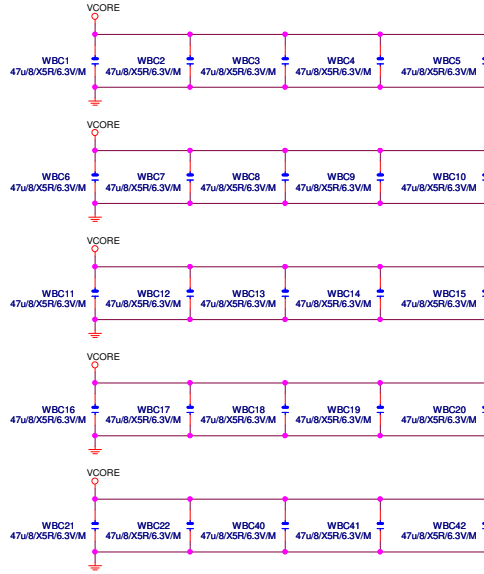 VCORE
WBC1 WBC2 WBC3 WBC4 WBC5
47u/8/X5R/6.3V/M 47u/8/X5R/6.3V/M 47u/8/X5R/6.3V/M 47u/8/X5R/6.3V/M 47u/8/X5R/6.3V/M
VCORE
WBC6 WBC7 WBC8 WBC9 WBC10
47u/8/X5R/6.3V/M 47u/8/X5R/6.3V/M 47u/8/X5R/6.3V/M 47u/8/X5R/6.3V/M 47u/8/X5R/6.3V/M
VCORE
WBC11 WBC12 WBC13 WBC14 WBC15
47u/8/X5R/6.3V/M 47u/8/X5R/6.3V/M 47u/8/X5R/6.3V/M 47u/8/X5R/6.3V/M 47u/8/X5R/6.3V/M
VCORE
WBC16 WBC17 WBC18 WBC19 WBC20
47u/8/X5R/6.3V/M 47u/8/X5R/6.3V/M 47u/8/X5R/6.3V/M 47u/8/X5R/6.3V/M 47u/8/X5R/6.3V/M
VCORE
WBC21 WBC22 WBC40 WBC41 WBC42
47u/8/X5R/6.3V/M 47u/8/X5R/6.3V/M 47u/8/X5R/6.3V/M 47u/8/X5R/6.3V/M 47u/8/X5R/6.3V/M